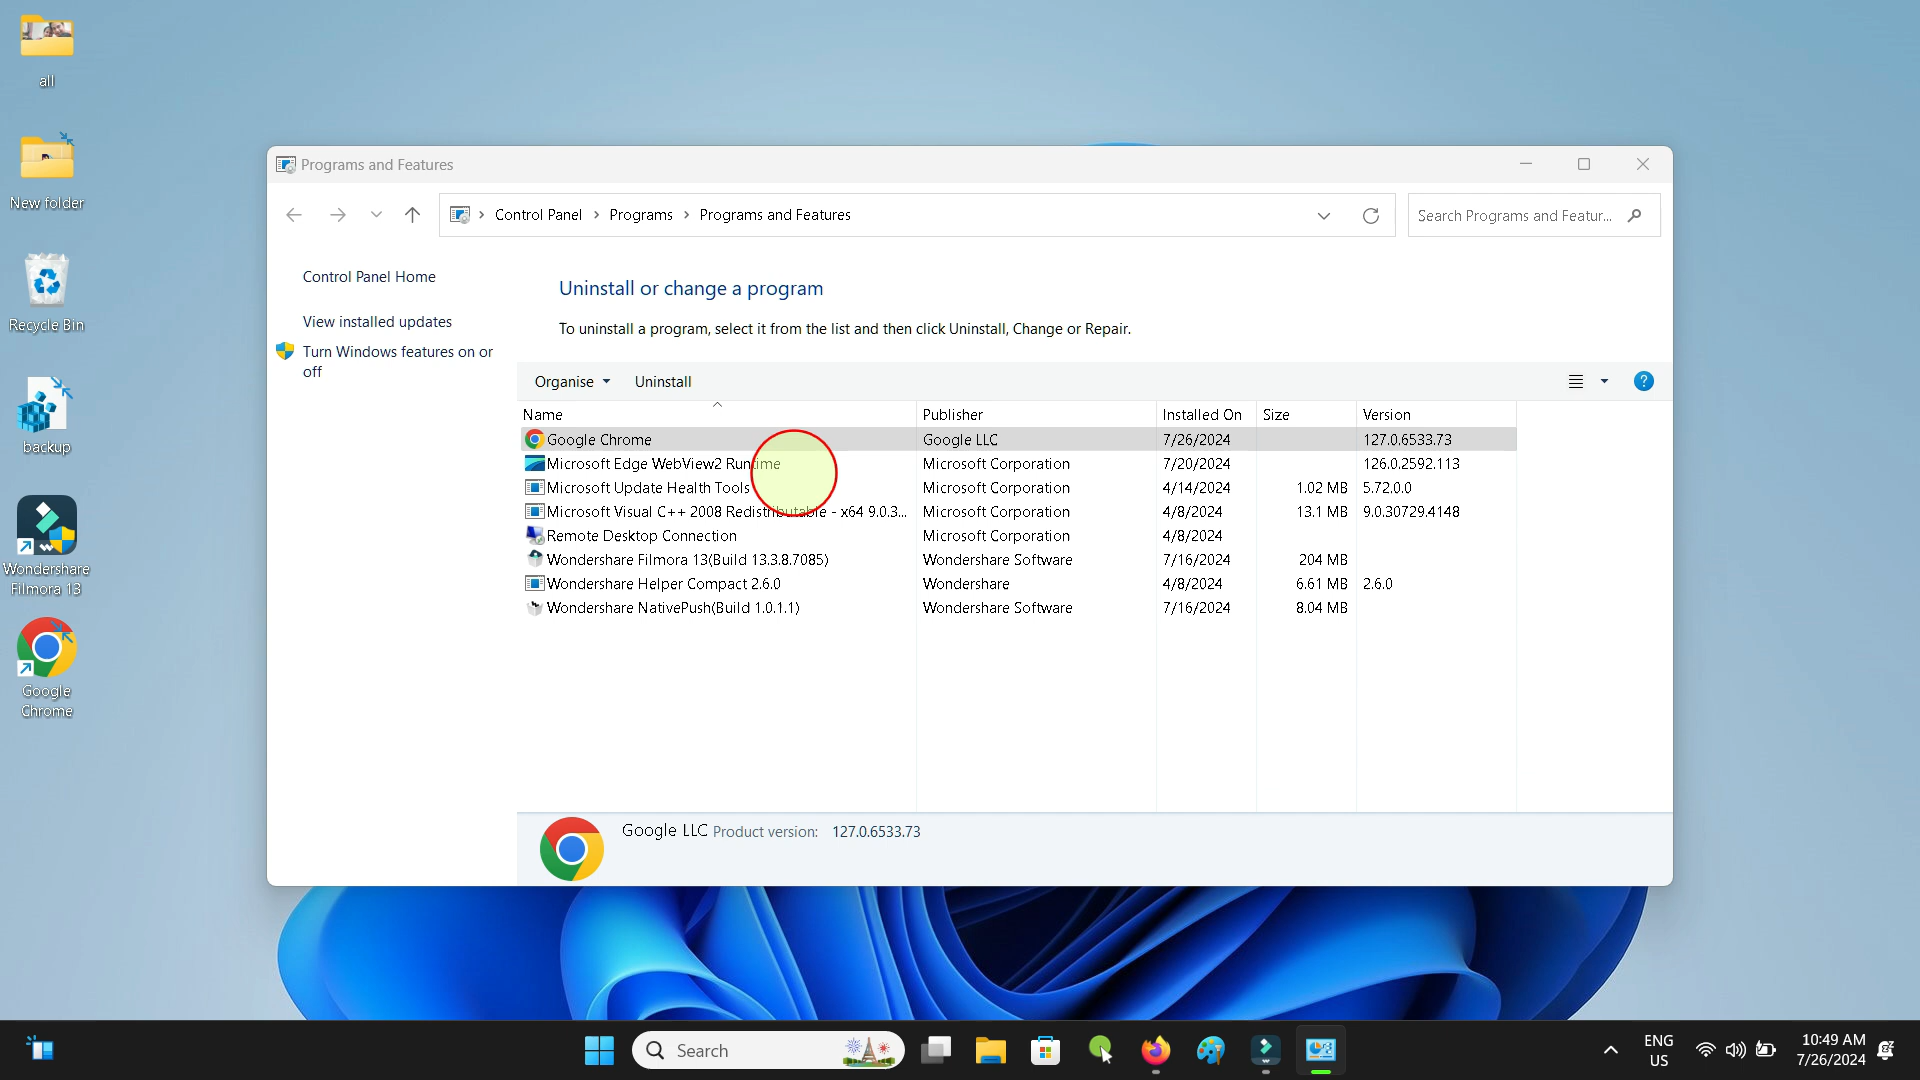 all
New folder
Recycle Bin
backup
Wondershare
Filmora 13
Google
Chrome
Programs and Features
Control Panel > Programs > Programs and Features
Search Programs and Featur...
Control Panel Home
View installed updates
Turn Windows features on or
off
Uninstall or change a program
To uninstall a program, select it from the list and then click Uninstall, Change or Repair.
Organise Uninstall
Name Publisher Installed On Size Version
Google Chrome Google LLC 7/26/2024 127.0.6533.73
Microsoft Edge WebView2 Runtime Microsoft Corporation 7/20/2024 126.0.2592.113
Microsoft Update Health Tools Microsoft Corporation 4/14/2024 1.02 MB 5.72.0.0
Microsoft Visual C++ 2008 Redistributable - x64 9.0.3... Microsoft Corporation 4/8/2024 13.1 MB 9.0.30729.4148
Remote Desktop Connection Microsoft Corporation 4/8/2024
Wondershare Filmora 13(Build 13.3.8.7085) Wondershare Software 7/16/2024 204 MB
Wondershare Helper Compact 2.6.0 Wondershare 4/8/2024 6.61 MB 2.6.0
Wondershare NativePush(Build 1.0.1.1) Wondershare Software 7/16/2024 8.04 MB
Google LLC Product version: 127.0.6533.73
Search
ENG
US
10:49 AM
7/26/2024